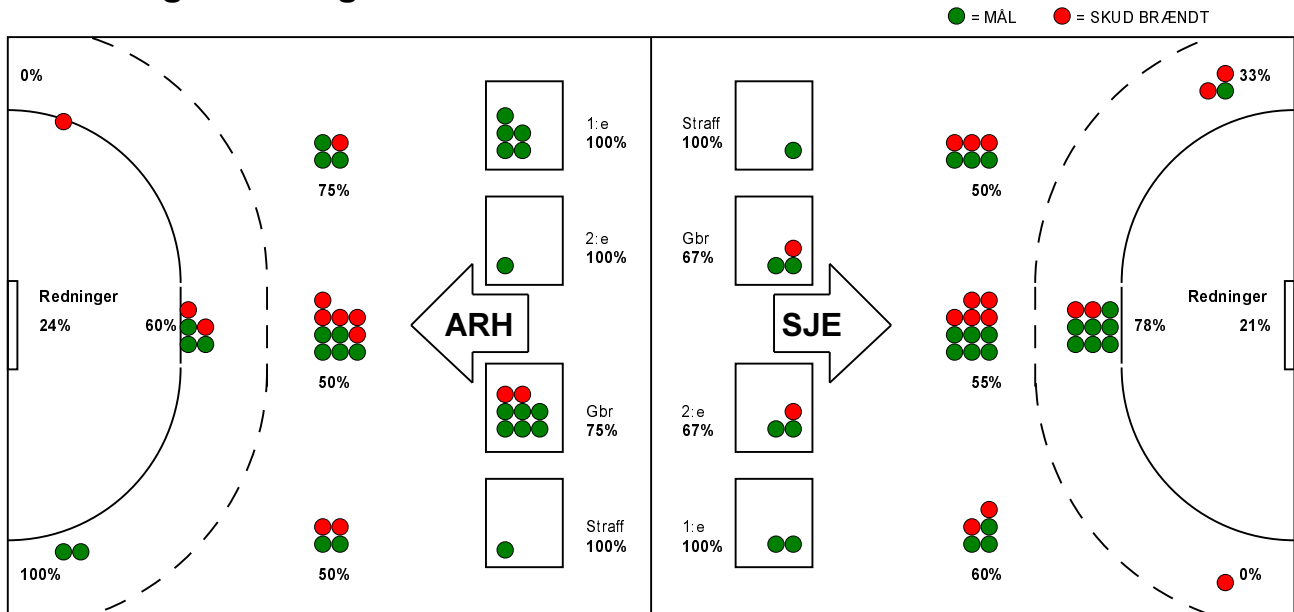 = MÅL
= SKUD BRÆNDT
0%
75%
Redninger
24%
60%
50%
100%
50%
ARH
1:e
100%
2:e
100%
Gbr
75%
Straff
100%
Straff
100%
Gbr
67%
SJE
2:e
67%
1:e
100%
50%
55%
60%
33%
78%
Redninger
21%
0%